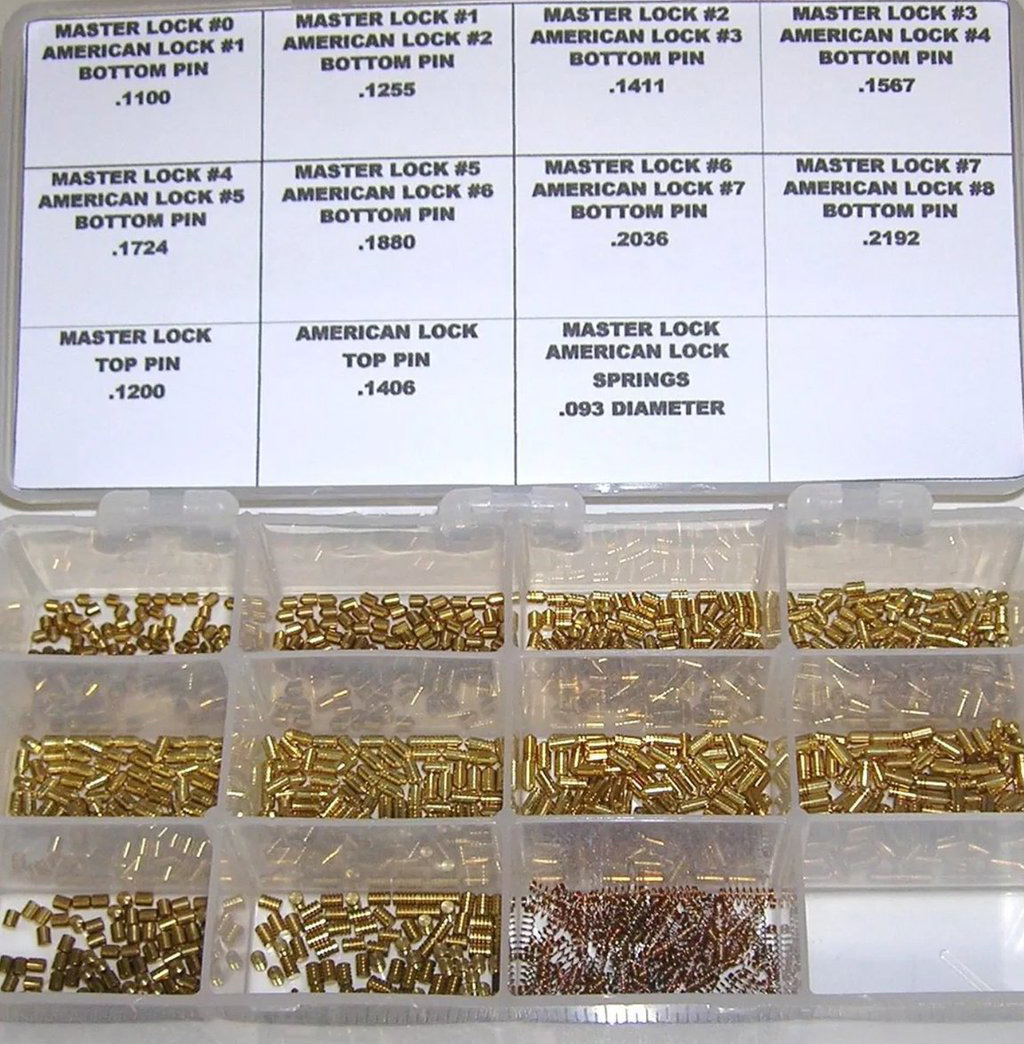 MASTER LOCK #0
AMERICAN LOCK #1
BOTTOM PIN
.1100
MASTER LOCK #1
AMERICAN LOCK #2
BOTTOM PIN
.1255
MASTER LOCK #2
AMERICAN LOCK #3
BOTTOM PIN
.1411
MASTER LOCK #3
AMERICAN LOCK #4
BOTTOM PIN
.1567
MASTER LOCK #4
AMERICAN LOCK #5
BOTTOM PIN
.1724
MASTER LOCK #5
AMERICAN LOCK #6
BOTTOM PIN
.1880
MASTER LOCK #6
AMERICAN LOCK #7
BOTTOM PIN
.2036
MASTER LOCK #7
AMERICAN LOCK #8
BOTTOM PIN
.2192
MASTER LOCK
TOP PIN
.1200
AMERICAN LOCK
TOP PIN
.1406
MASTER LOCK
AMERICAN LOCK
SPRINGS
.093 DIAMETER